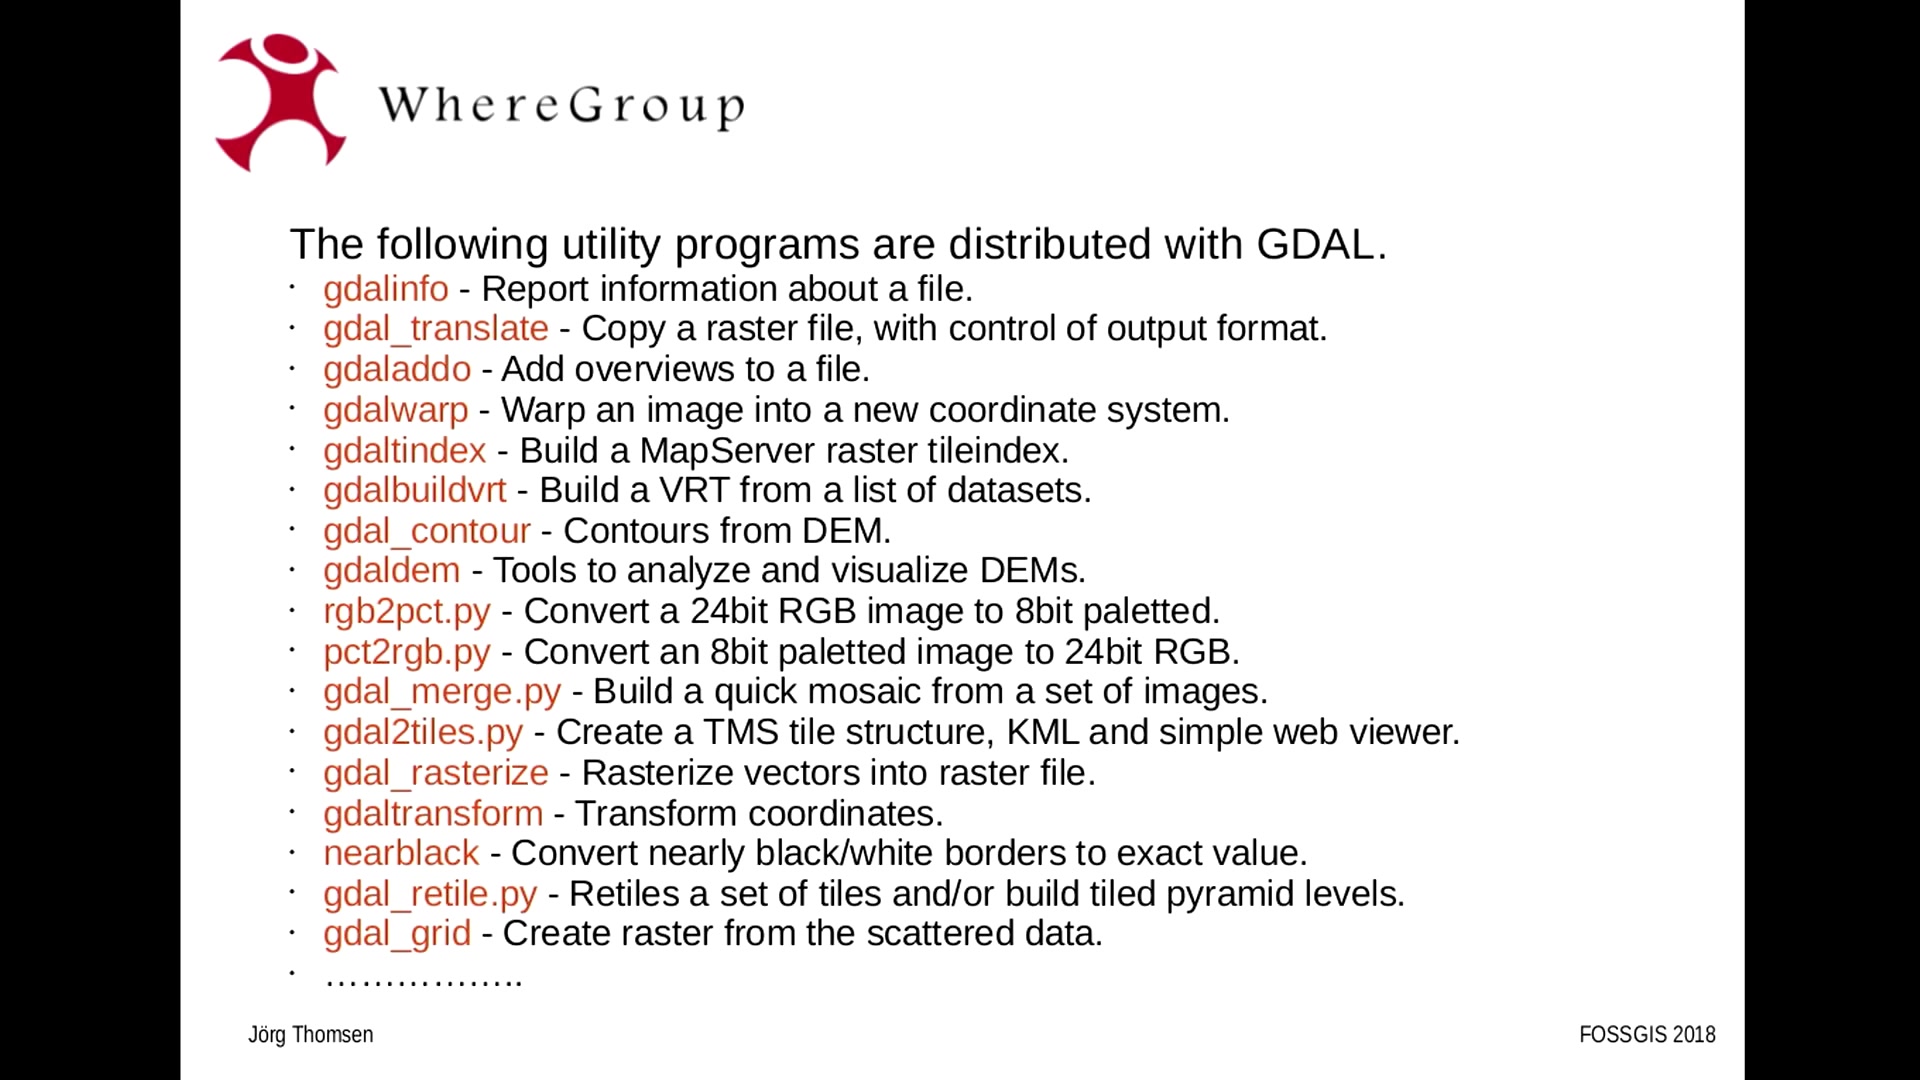 WhereGroup
The following utility programs are distributed with GDAL.
· gdalinfo - Report information about a file.
· gdal_translate - Copy a raster file, with control of output format.
· gdaladdo - Add overviews to a file.
· gdalwarp - Warp an image into a new coordinate system.
· gdaltindex - Build a MapServer raster tileindex.
· gdalbuildvrt - Build a VRT from a list of datasets.
· gdal_contour - Contours from DEM.
· gdaldem - Tools to analyze and visualize DEMs.
· rgb2pct.py - Convert a 24bit RGB image to 8bit paletted.
· pct2rgb.py - Convert an 8bit paletted image to 24bit RGB.
· gdal_merge.py - Build a quick mosaic from a set of images.
· gdal2tiles.py - Create a TMS tile structure, KML and simple web viewer.
· gdal_rasterize - Rasterize vectors into raster file.
· gdaltransform - Transform coordinates.
· nearblack - Convert nearly black/white borders to exact value.
· gdal_retile.py - Retiles a set of tiles and/or build tiled pyramid levels.
· gdal_grid - Create raster from the scattered data.
· ……………..
Jörg Thomsen
FOSSGIS 2018